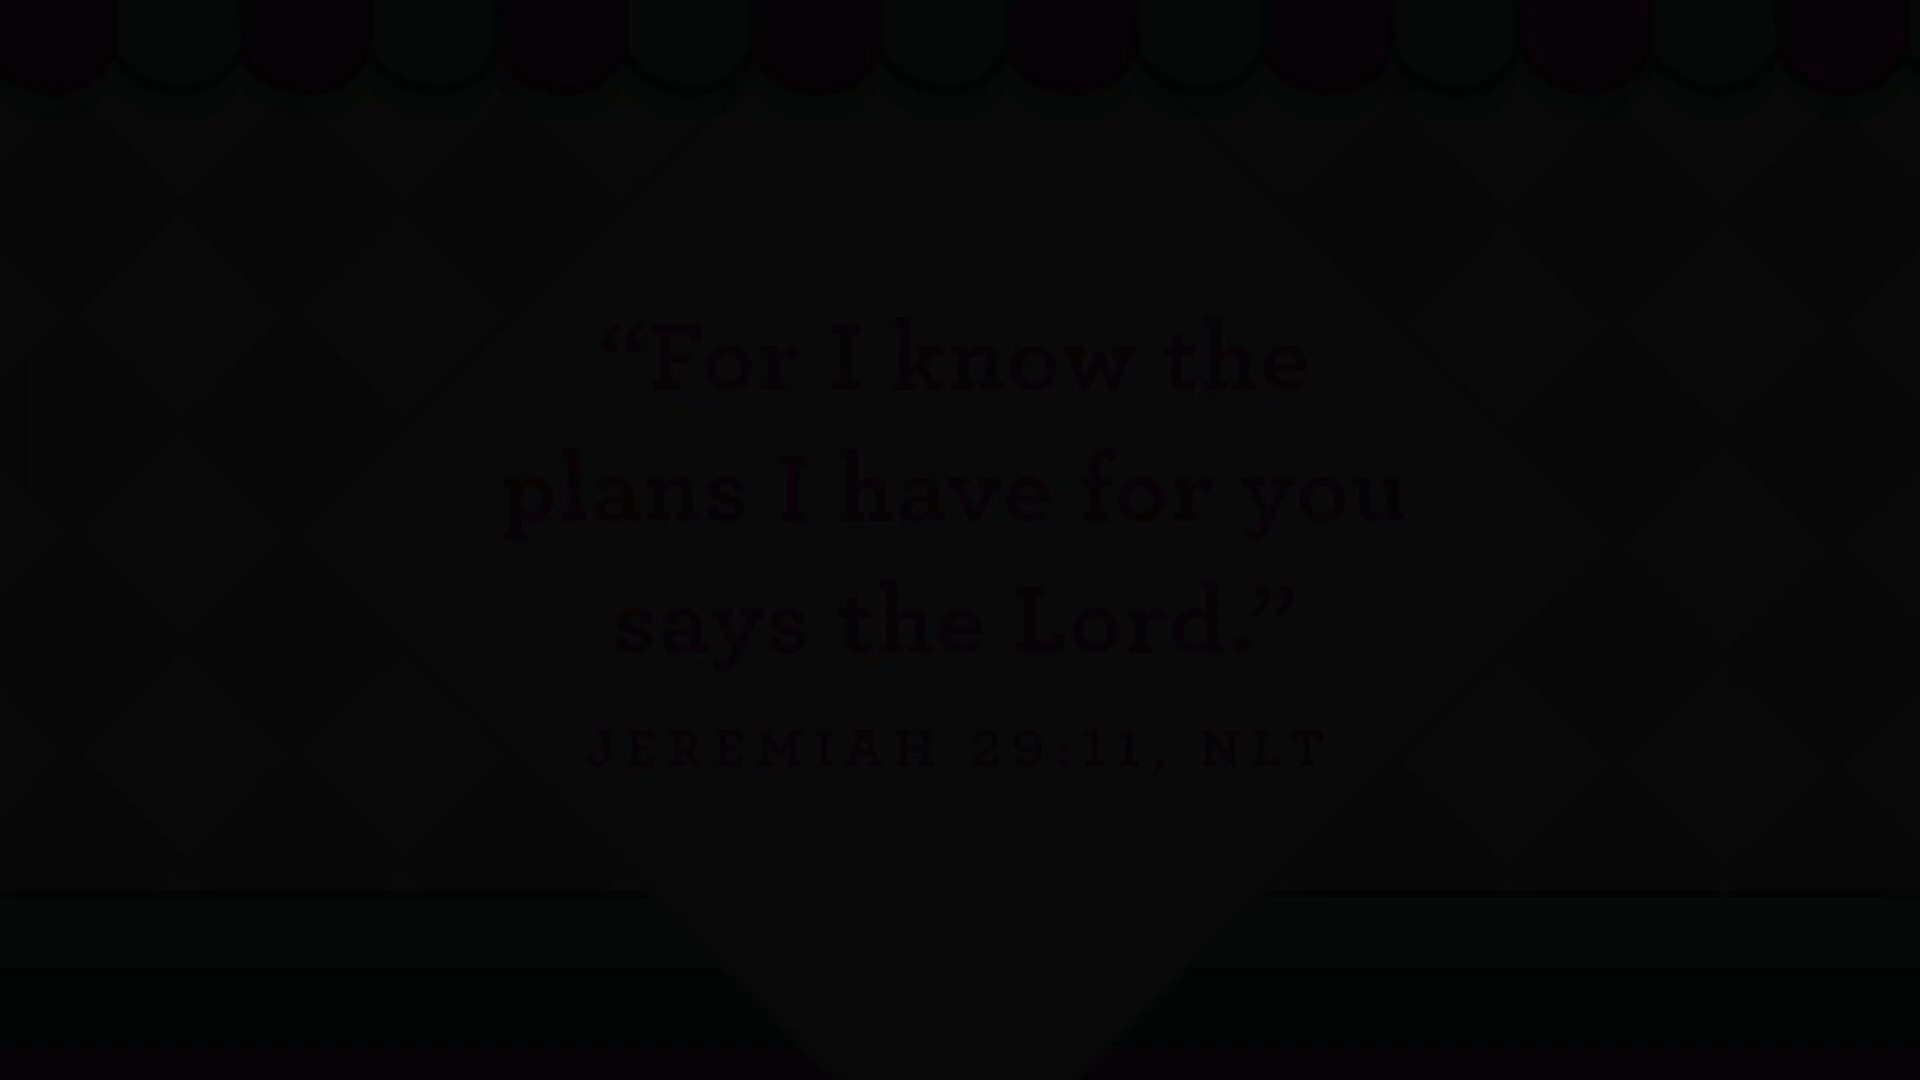 “For I know the
plans I have for you
says the Lord.”
JEREMIAH 29:11, NLT